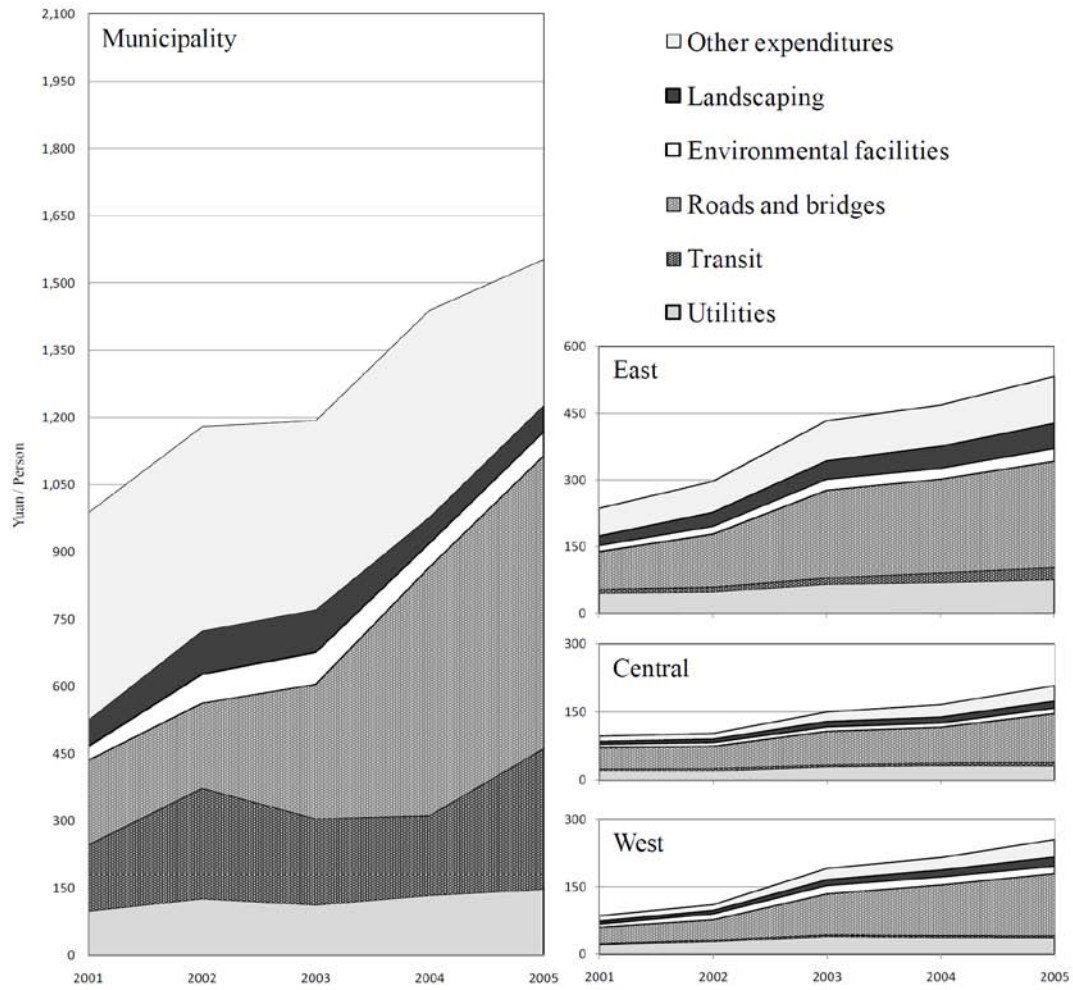 Municipality
2,100
1,950
1,800
1,650
1,500
1,350
1,200
1,050
900
750
600
450
300
150
0
Yuan / Person
2001 2002 2003 2004 2005
Other expenditures
Landscaping
Environmental facilities
Roads and bridges
Transit
Utilities
East
600
450
300
150
0
Central
300
150
0
West
300
150
0
2001 2002 2003 2004 2005